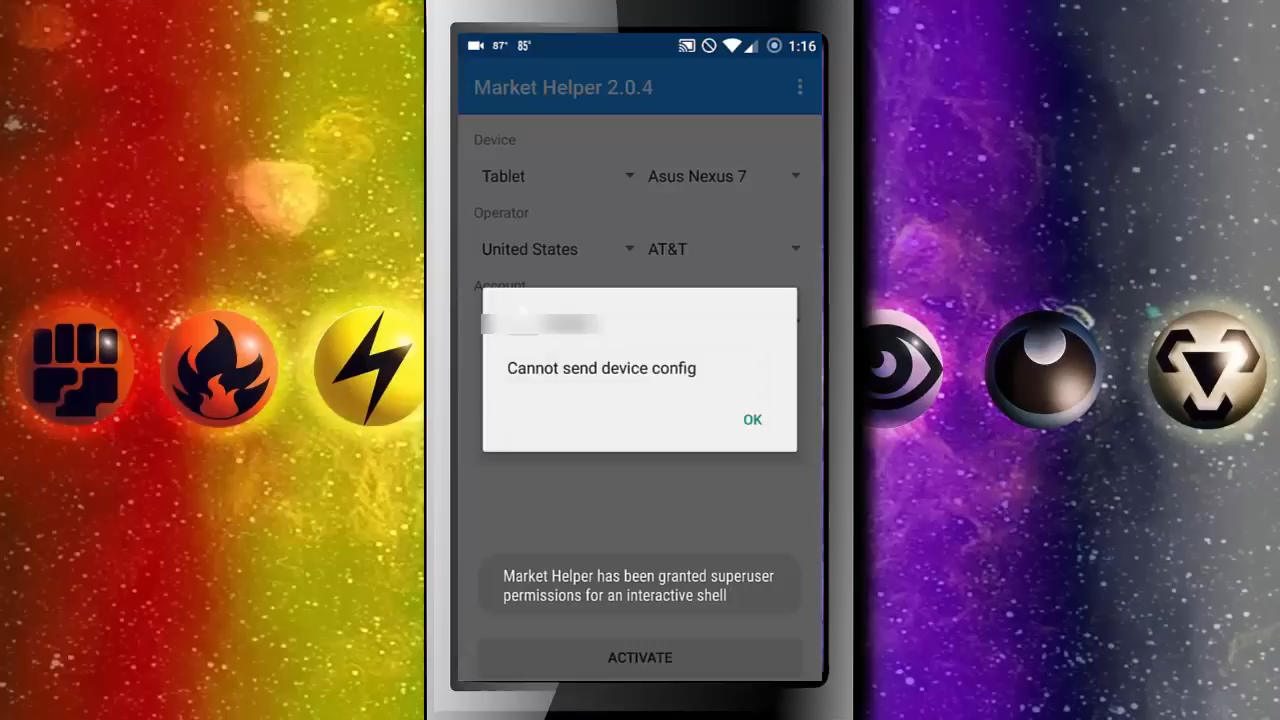 87° 85° 1:16
Market Helper 2.0.4
Device
Tablet Asus Nexus 7
Operator
United States AT&T
Account
Cannot send device config
OK
Market Helper has been granted superuser
permissions for an interactive shell
ACTIVATE